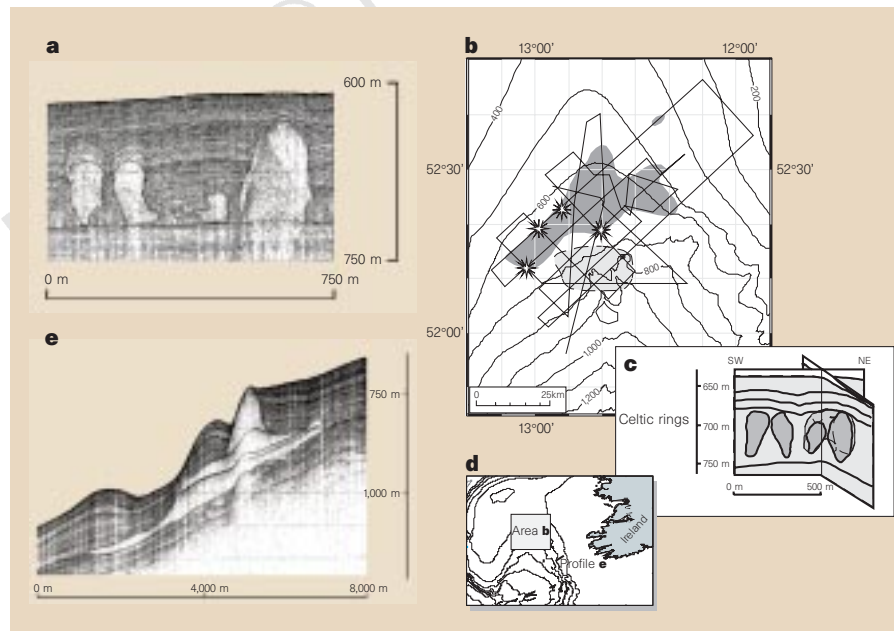 a
600 m
750 m
0 m
750 m
b
13°00'
12°00'
400
200
52°30'
52°30'
600
800
52°00'
1,000
1,200
0
25km
13°00'
c
SW
NE
650 m
Celtic rings
700 m
750 m
0 m
500 m
d
Area b
Ireland
Profile e
e
750 m
1,000 m
0 m
4,000 m
8,000 m